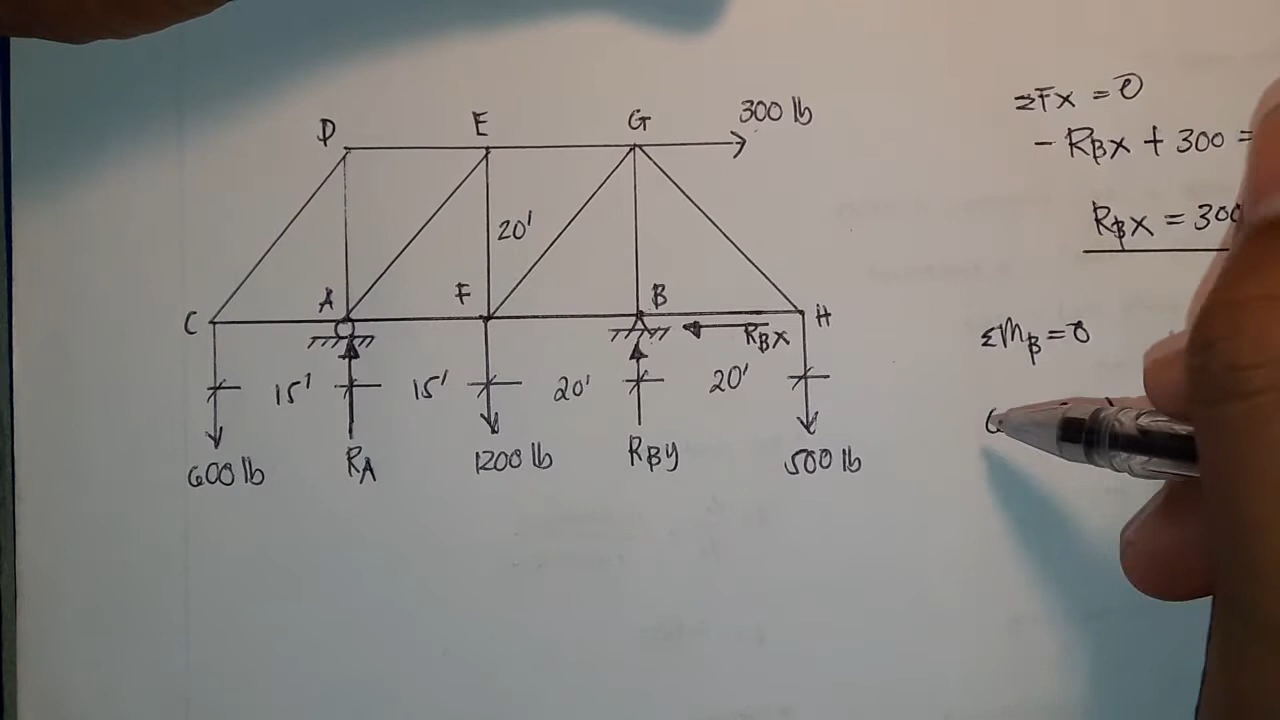 D E G 300 lb
20'
C A F B H
RBX
15' 15' 20' 20'
600 lb RA 1200 lb RBY 500 lb
ΣFX = 0
- RBX + 300 =
RBX = 300
ΣMB = 0